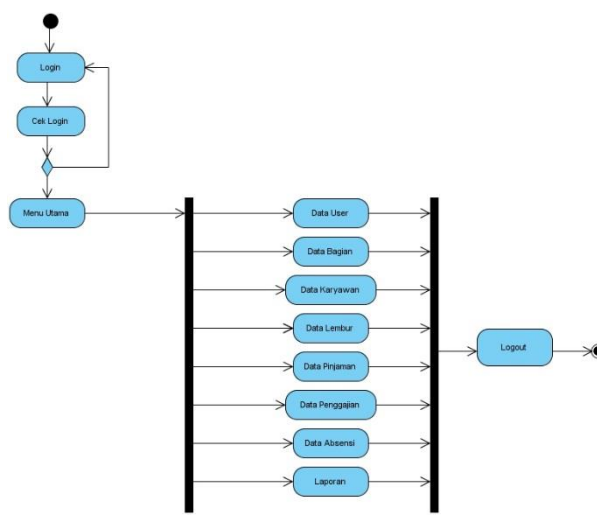 Login
Cek Login
Menu Utama
Data User
Data Bagian
Data Karyawan
Data Lembur
Data Pinjaman
Data Penggajian
Data Absensi
Laporan
Logout